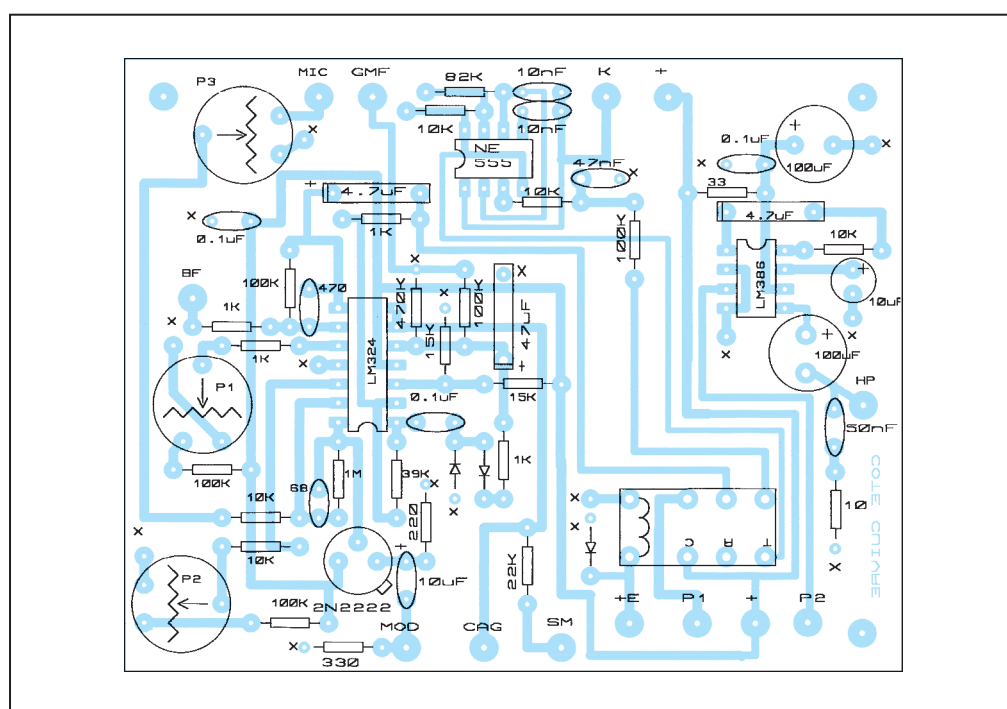 P3
MIC
GMF
82K
10nF
K
+
10K
10nF
NE
555
x
+
0.1uF
100uF
x
47nF
x
x
33
+
4.7uF
10K
x
0.1uF
1K
100K
4.7uF
10K
BF
100K
470
470K
100K
x
4.7uF
+
LM386
+
10uF
x
x
1K
x
15K
+
100uF
x
1K
x
LM324
HP
P1
0.1uF
15K
x
50nF
x
100K
68
1M
39K
x
x
1K
x
10
x
10K
220
x
C
R
T
COTE CUIVRE
x
10K
+
22K
P2
10uF
+E
P1
+
P2
100K
2N2222
MOD
CAG
SM
x
330